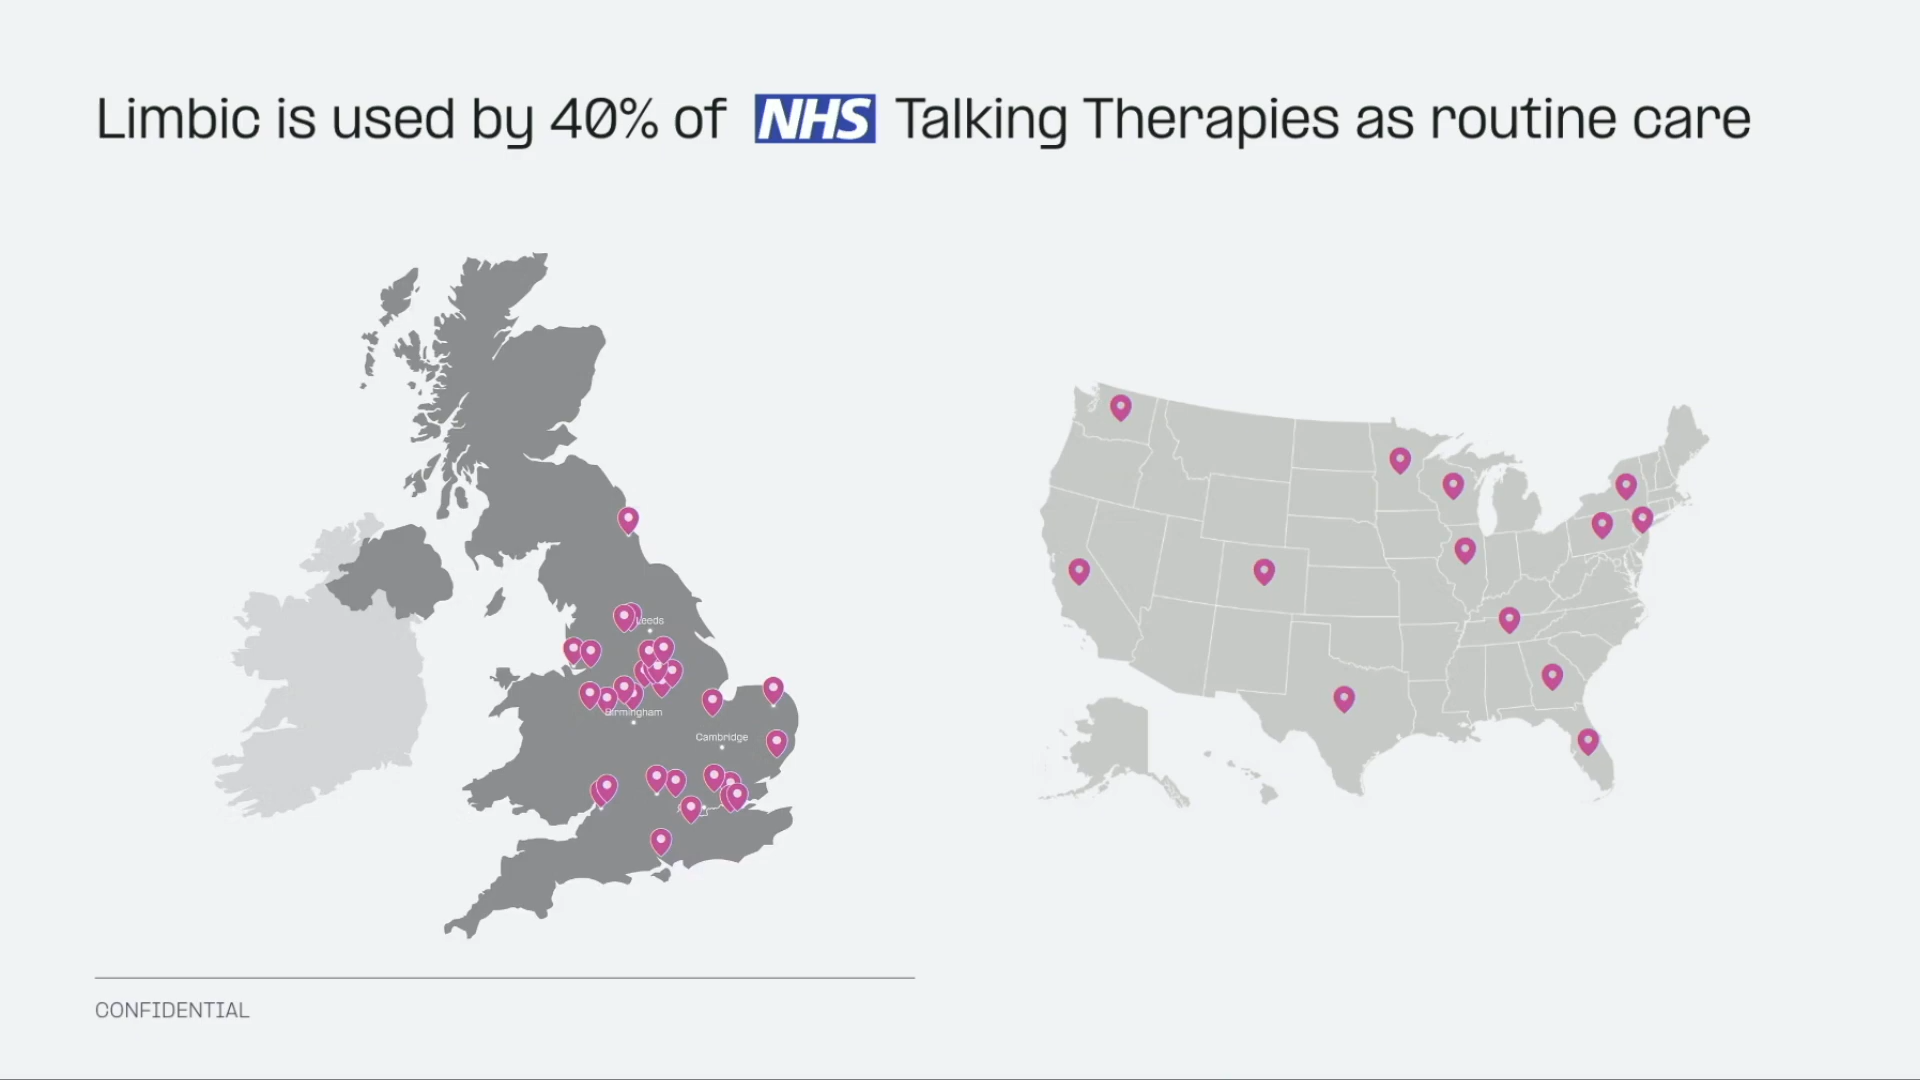 Limbic is used by 40% of NHS Talking Therapies as routine care
Leeds
Birmingham
Cambridge
CONFIDENTIAL